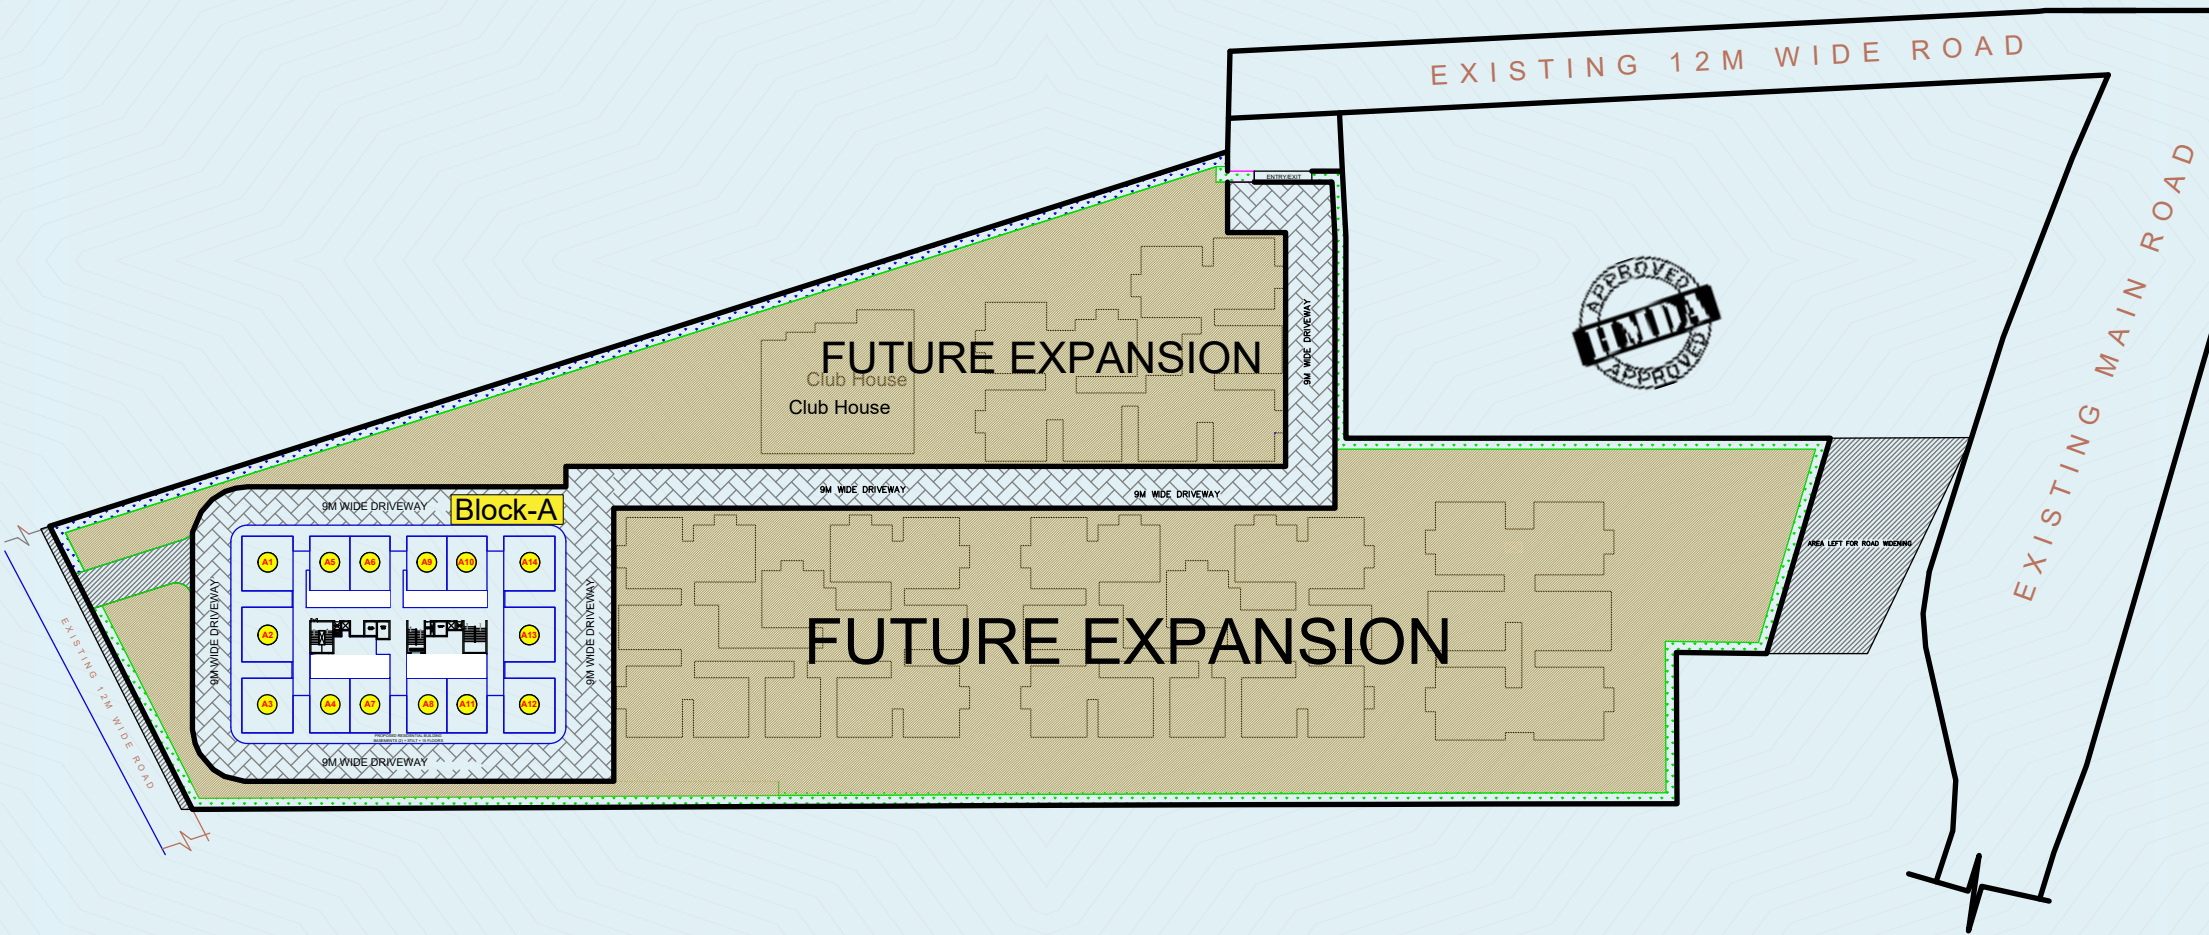 EXISTING 12M WIDE ROAD
EXISTING MAIN ROAD
ENTRY/EXIT
APPROVED
HMDA
APPROVED
9M WIDE DRIVEWAY
FUTURE EXPANSION
Club House
Club House
9M WIDE DRIVEWAY
9M WIDE DRIVEWAY
9M WIDE DRIVEWAY
Block-A
AREA LEFT FOR ROAD WIDENING
A1
A5
A6
A9
A10
A14
9M WIDE DRIVEWAY
9M WIDE DRIVEWAY
A2
A13
FUTURE EXPANSION
EXISTING 12M WIDE ROAD
A3
A4
A7
A8
A11
A12
PROPOSED RESIDENTIAL BUILDING
9M WIDE DRIVEWAY